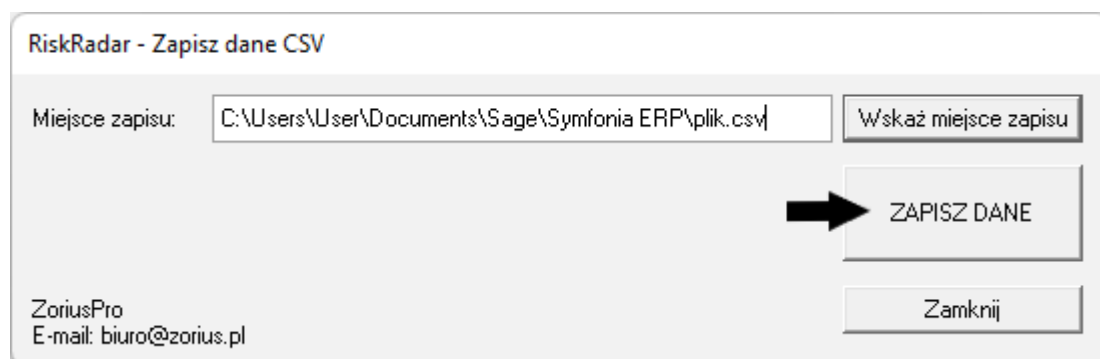 RiskRadar - Zapisz dane CSV
Miejsce zapisu: C:\Users\User\Documents\Sage\Symfonia ERP\plik.csv Wskaż miejsce zapisu
ZAPISZ DANE
ZoriusPro
E-mail: biuro@zorius.pl
Zamknij